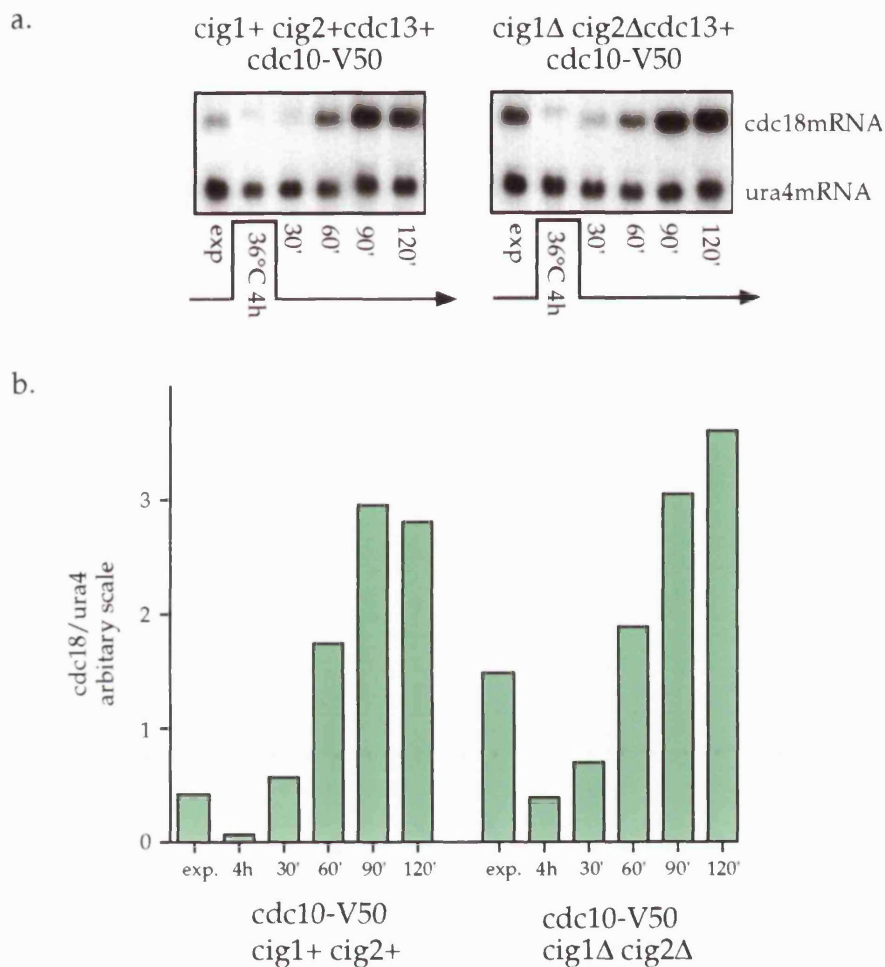 a.
cig1+ cig2+cdc13+
cdc10-V50
cig1Δ cig2Δcdc13+
cdc10-V50
cdc18mRNA
ura4mRNA
exp 36°C 4h 30' 60' 90' 120'
exp 36°C 4h 30' 60' 90' 120'
b.
cdc18/ura4
arbitary scale
3
2
1
0
exp. 4h 30' 60' 90' 120' exp. 4h 30' 60' 90' 120'
cdc10-V50
cig1+ cig2+
cdc10-V50
cig1Δ cig2Δ